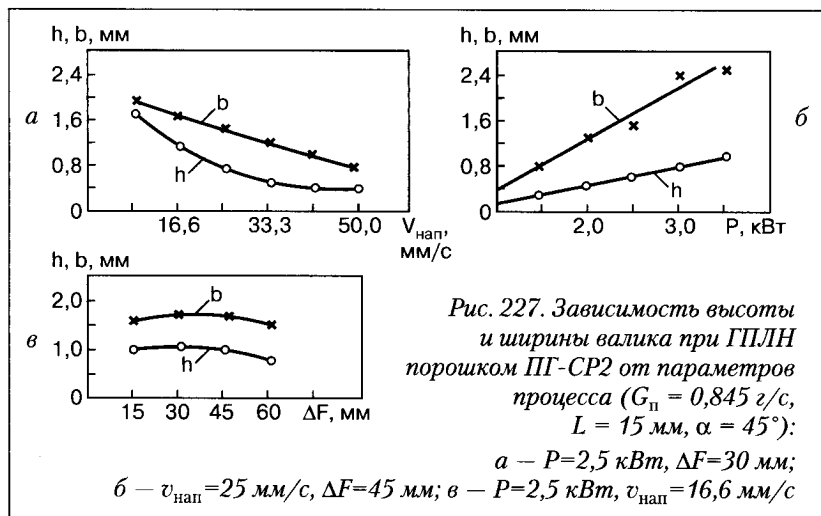 h, b, мм
2,4
1,6
0,8
0
а
b
h
16,6 33,3 50,0 Vнап, мм/с
h, b, мм
2,4
1,6
0,8
0
б
b
h
2,0 3,0 P, кВт
h, b, мм
2,0
1,0
0
в
b
h
15 30 45 60 ΔF, мм
Рис. 227. Зависимость высоты
и ширины валика при ГПЛН
порошком ПГ-СР2 от параметров
процесса (Gп = 0,845 г/с,
L = 15 мм, α = 45°):
а — P=2,5 кВт, ΔF=30 мм;
б — vнап=25 мм/с, ΔF=45 мм; в — P=2,5 кВт, vнап=16,6 мм/с